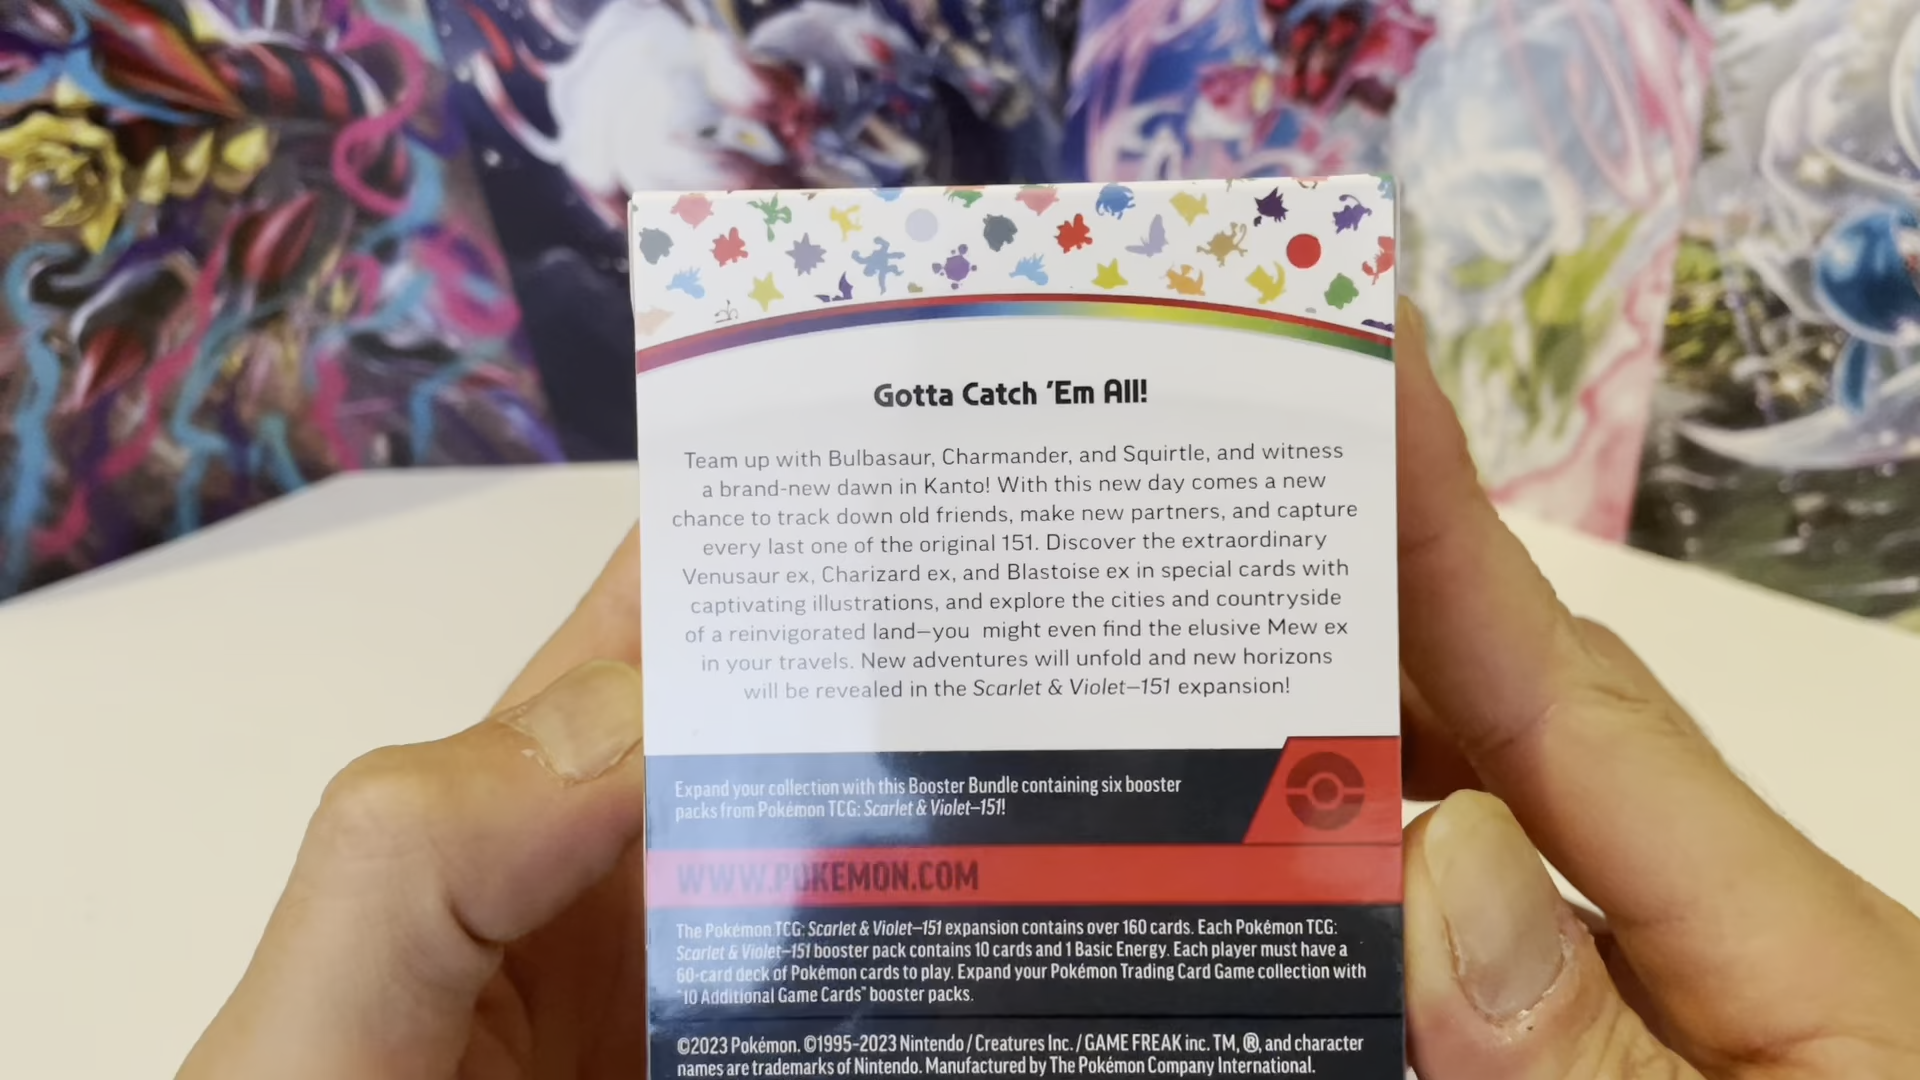 Gotta Catch 'Em All!
Team up with Bulbasaur, Charmander, and Squirtle, and witness
a brand-new dawn in Kanto! With this new day comes a new
chance to track down old friends, make new partners, and capture
every last one of the original 151. Discover the extraordinary
Venusaur ex, Charizard ex, and Blastoise ex in special cards with
captivating illustrations, and explore the cities and countryside
of a reinvigorated land—you might even find the elusive Mew ex
in your travels. New adventures will unfold and new horizons
will be revealed in the Scarlet & Violet—151 expansion!
Expand your collection with this Booster Bundle containing six booster
packs from Pokémon TCG: Scarlet & Violet—151!
WWW.POKEMON.COM
The Pokémon TCG: Scarlet & Violet—151 expansion contains over 160 cards. Each Pokémon TCG:
Scarlet & Violet—151 booster pack contains 10 cards and 1 Basic Energy. Each player must have a
60-card deck of Pokémon cards to play. Expand your Pokémon Trading Card Game collection with
"10 Additional Game Cards" booster packs.
©2023 Pokémon. ©1995–2023 Nintendo / Creatures Inc. / GAME FREAK inc. TM, ®, and character
names are trademarks of Nintendo. Manufactured by The Pokémon Company International.